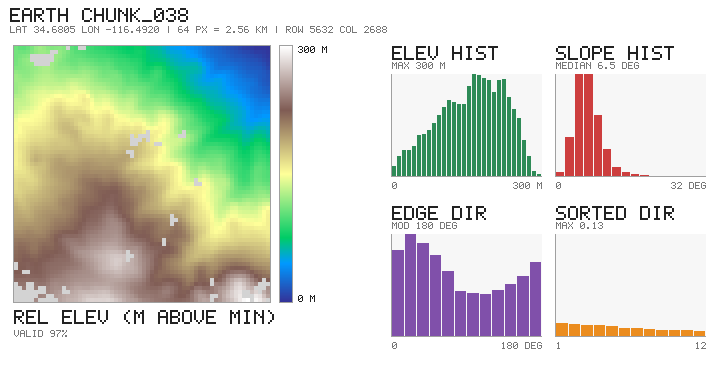 EARTH CHUNK_038
LAT 34.6805 LON -116.4920 | 64 PX = 2.56 KM | ROW 5632 COL 2688
300 M
0 M
REL ELEV (M ABOVE MIN)
VALID 97%
ELEV HIST
MAX 300 M
0 300 M
SLOPE HIST
MEDIAN 6.5 DEG
0 32 DEG
EDGE DIR
MOD 180 DEG
0 180 DEG
SORTED DIR
MAX 0.13
1 12